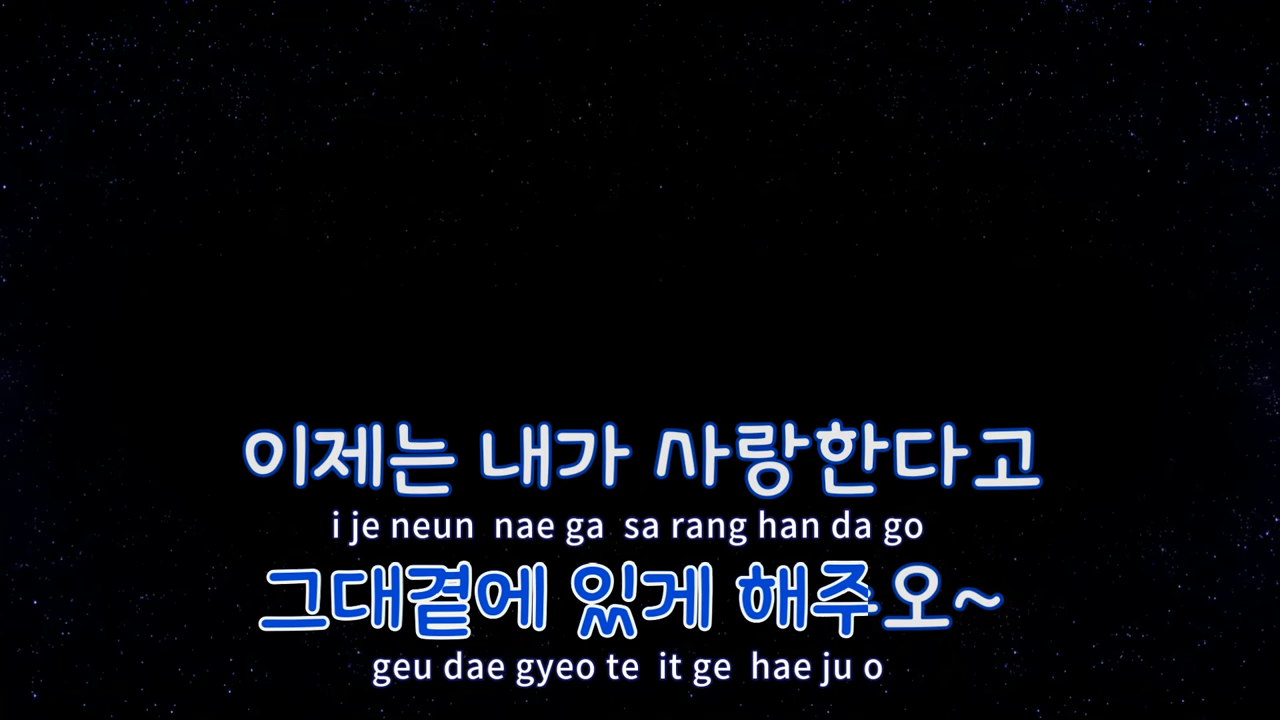 이제는 내가 사랑한다고
i je neun nae ga sa rang han da go
그대곁에 있게 해주오~
geu dae gyeo te it ge hae ju o